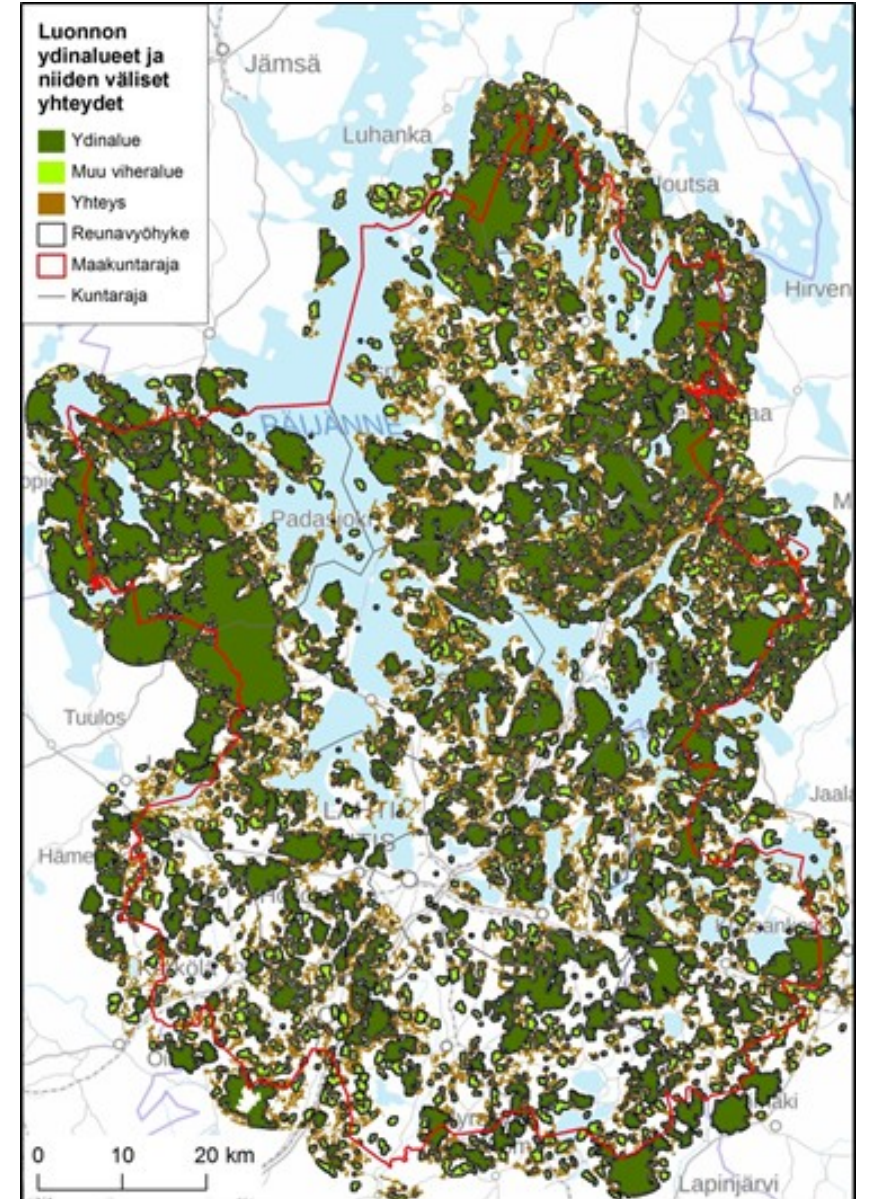 Luonnon
ydinalueet ja
niiden väliset
yhteydet
Ydinalue
Muu viheralue
Yhteys
Reunavyöhyke
Maakuntaraja
Kuntaraja
Jämsä
Luhanka
Joutsa
Hirven
PÄIJÄNNE
Padasjoki
Tuulos
LAHTI
Jaala
Häme
0 10 20 km
Lapinjärvi